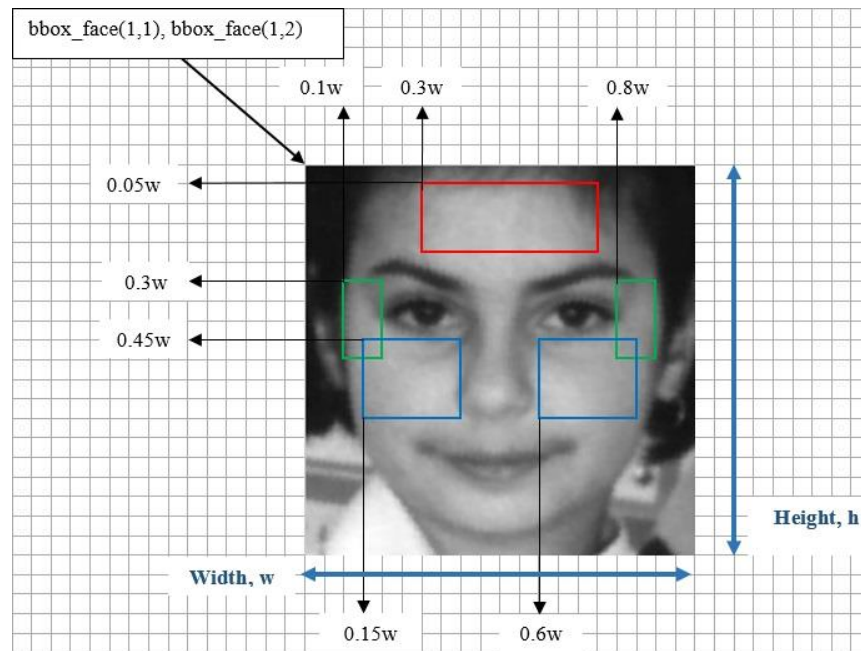 bbox_face(1,1), bbox_face(1,2)
0.1w
0.3w
0.8w
0.05w
0.3w
0.45w
Height, h
Width, w
0.15w
0.6w